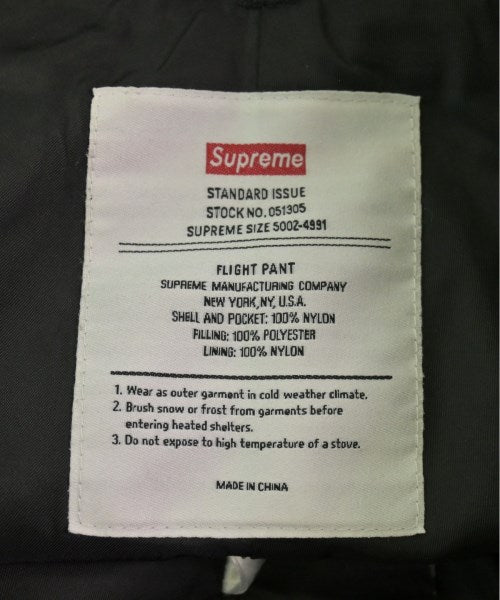 Supreme
STANDARD ISSUE
STOCK NO. 051305
SUPREME SIZE 5002-4991
FLIGHT PANT
SUPREME MANUFACTURING COMPANY
NEW YORK, NY, U.S.A.
SHELL AND POCKET: 100% NYLON
FILLING: 100% POLYESTER
LINING: 100% NYLON
1. Wear as outer garment in cold weather climate.
2. Brush snow or frost from garments before
entering heated shelters.
3. Do not expose to high temperature of a stove.
MADE IN CHINA